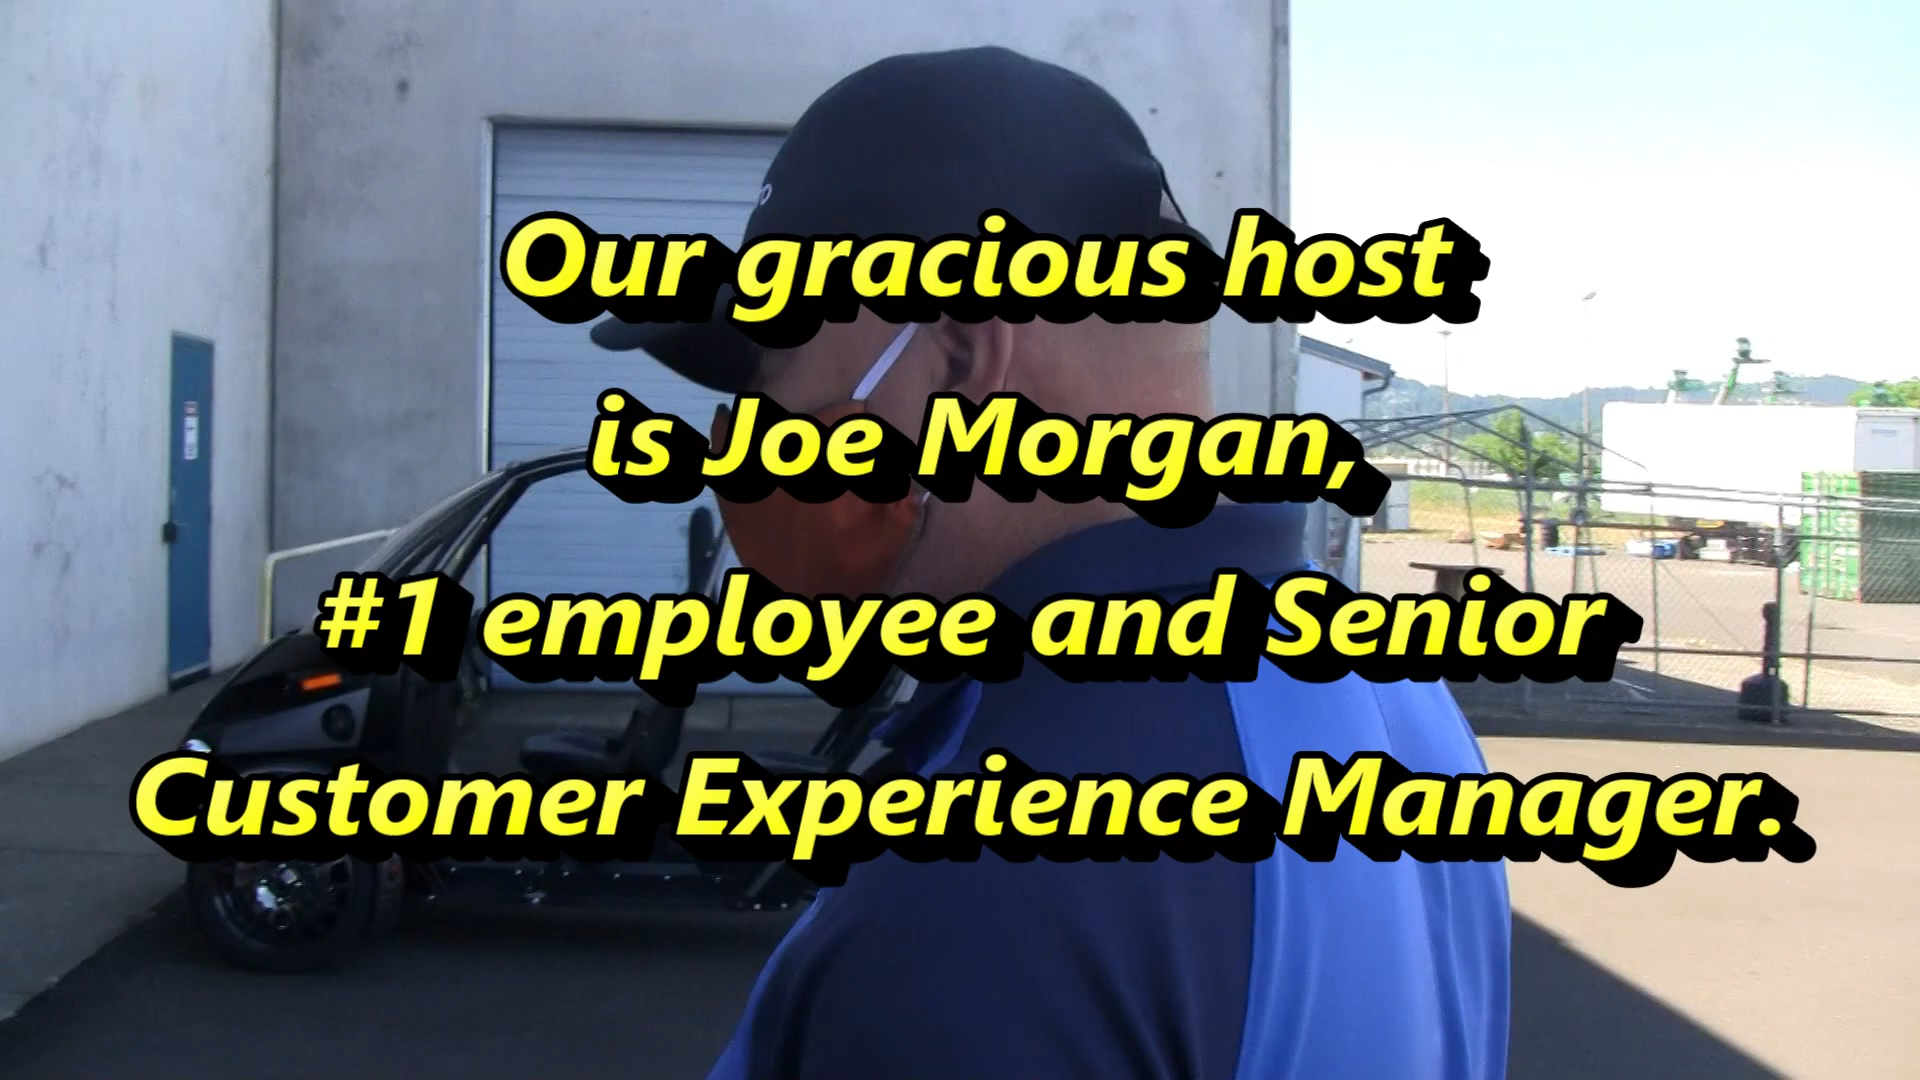 Our gracious host
is Joe Morgan,
#1 employee and Senior
Customer Experience Manager.